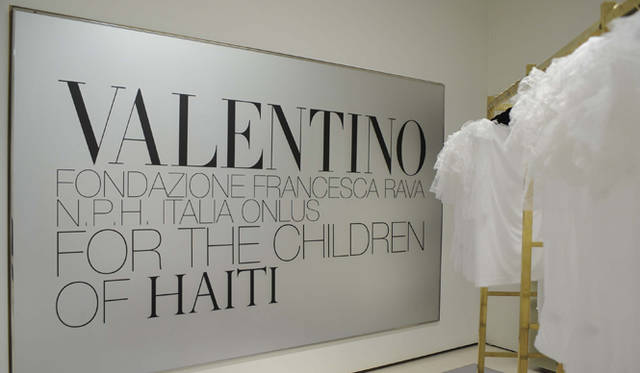 VALENTINO
FONDAZIONE FRANCESCA RAVA
N.P.H. ITALIA ONLUS
FOR THE CHILDREN
OF HAITI